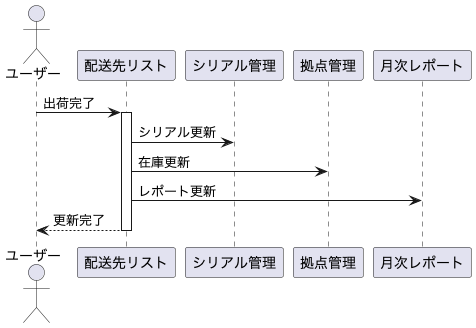 ユーザー
配送先リスト
シリアル管理
拠点管理
月次レポート
出荷完了
シリアル更新
在庫更新
レポート更新
更新完了
ユーザー
配送先リスト
シリアル管理
拠点管理
月次レポート